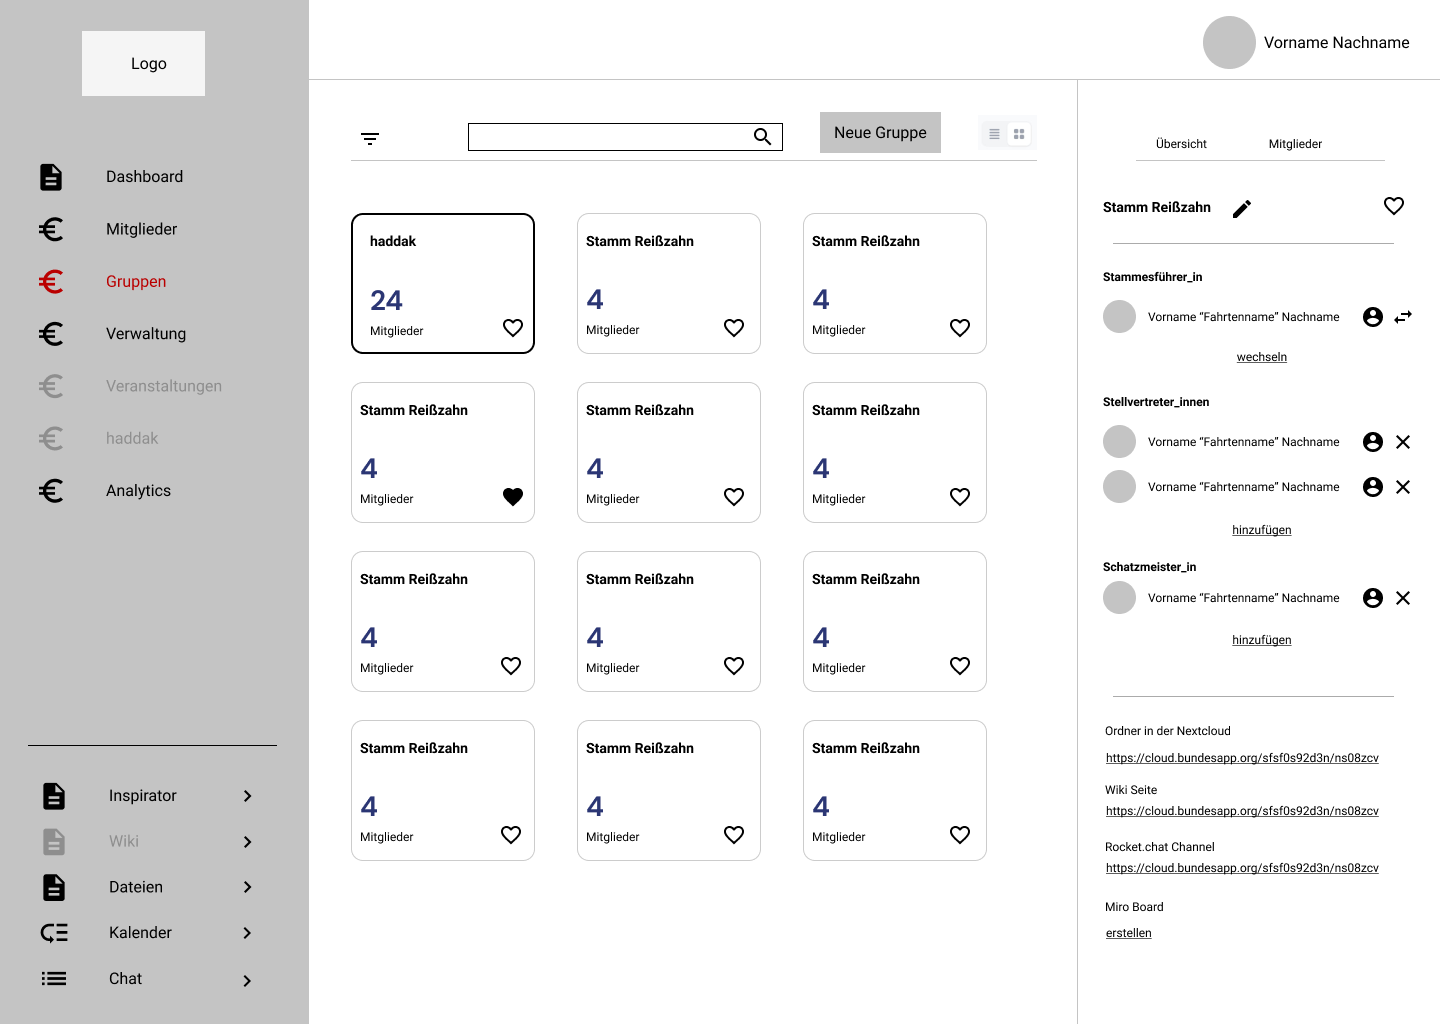 Logo
Dashboard
Mitglieder
Gruppen
Verwaltung
Veranstaltungen
haddak
Analytics
Inspirator
Wiki
Dateien
Kalender
Chat
Vorname Nachname
Neue Gruppe
haddak
24
Mitglieder
Stamm Reißzahn
4
Mitglieder
Stamm Reißzahn
4
Mitglieder
Stamm Reißzahn
4
Mitglieder
Stamm Reißzahn
4
Mitglieder
Stamm Reißzahn
4
Mitglieder
Stamm Reißzahn
4
Mitglieder
Stamm Reißzahn
4
Mitglieder
Stamm Reißzahn
4
Mitglieder
Stamm Reißzahn
4
Mitglieder
Stamm Reißzahn
4
Mitglieder
Stamm Reißzahn
4
Mitglieder
Übersicht Mitglieder
Stamm Reißzahn
Stammesführer_in
Vorname “Fahrtenname” Nachname
wechseln
Stellvertreter_innen
Vorname “Fahrtenname” Nachname
Vorname “Fahrtenname” Nachname
hinzufügen
Schatzmeister_in
Vorname “Fahrtenname” Nachname
hinzufügen
Ordner in der Nextcloud
https://cloud.bundesapp.org/sfsf0s92d3n/ns08zcv
Wiki Seite
https://cloud.bundesapp.org/sfsf0s92d3n/ns08zcv
Rocket.chat Channel
https://cloud.bundesapp.org/sfsf0s92d3n/ns08zcv
Miro Board
erstellen